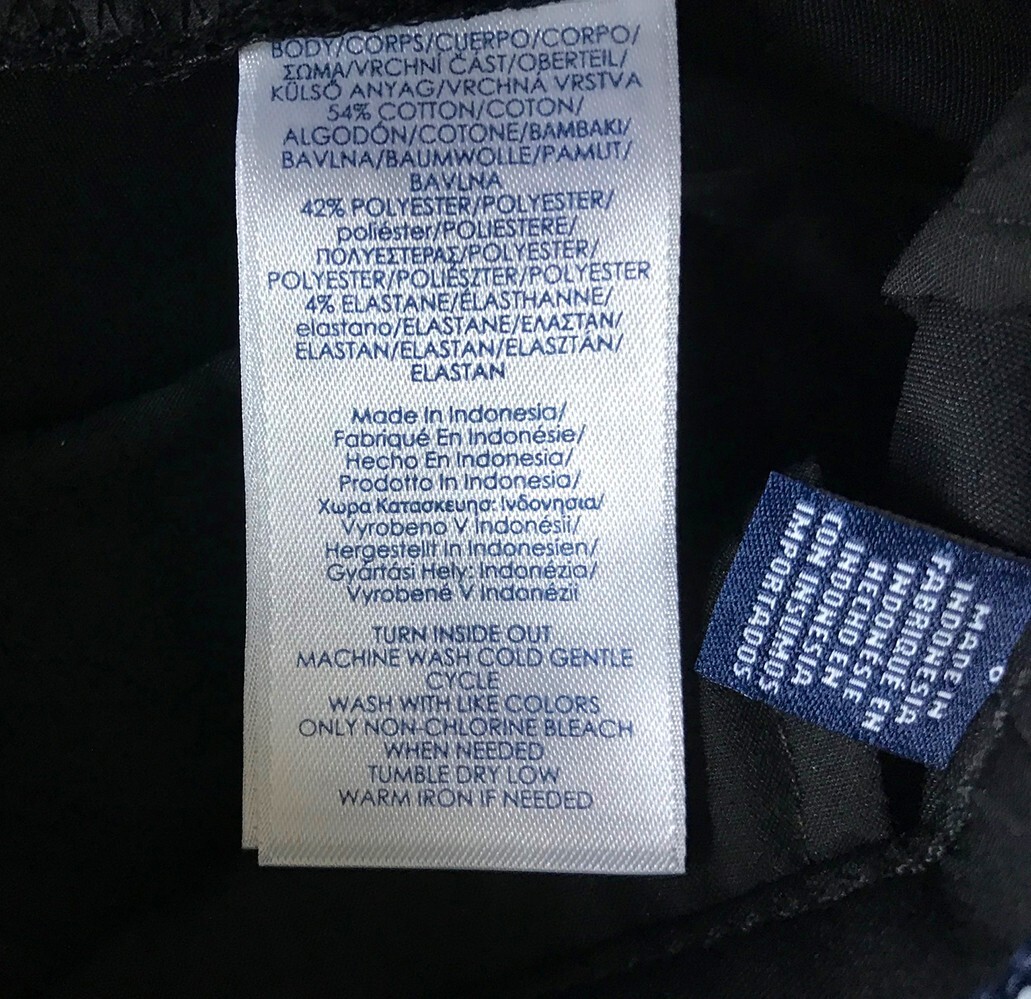 BODY/CORPS/CUERPO/CORPO/
ΣΩΜΑ/VRCHNÍ ČÁST/OBERTEIL/
KÜLSŐ ANYAG/VRCHNÁ VRSTVA
54% COTTON/COTON/
ALGODÓN/COTONE/ΒΑΜΒΑΚΙ/
BAVLNA/BAUMWOLLE/PAMUT/
BAVLNA
42% POLYESTER/POLYESTER/
poliéster/POLIESTERE/
ΠΟΛΥΕΣΤΕΡΑΣ/POLYESTER/
POLYESTER/POLIÉSZTER/POLYESTER
4% ELASTANE/ÉLASTHANNE/
elastano/ELASTANE/ΕΛΑΣΤΑΝ/
ELASTAN/ELASTAN/ELASZTÁN/
ELASTAN
Made In Indonesia/
Fabriqué En Indonésie/
Hecho En Indonesia/
Prodotto In Indonesia/
Χωρα Κατασκευησ: Ινδονησια/
Vyrobeno V Indonésii/
Hergestellt In Indonesien/
Gyártási Hely: Indonézia/
Vyrobené V Indonézii
TURN INSIDE OUT
MACHINE WASH COLD GENTLE
CYCLE
WASH WITH LIKE COLORS
ONLY NON-CHLORINE BLEACH
WHEN NEEDED
TUMBLE DRY LOW
WARM IRON IF NEEDED
MADE IN
INDONESIA
FABRIQUE EN
INDONESIE
HECHO EN
INDONESIA
CON INSUMOS
IMPORTADOS